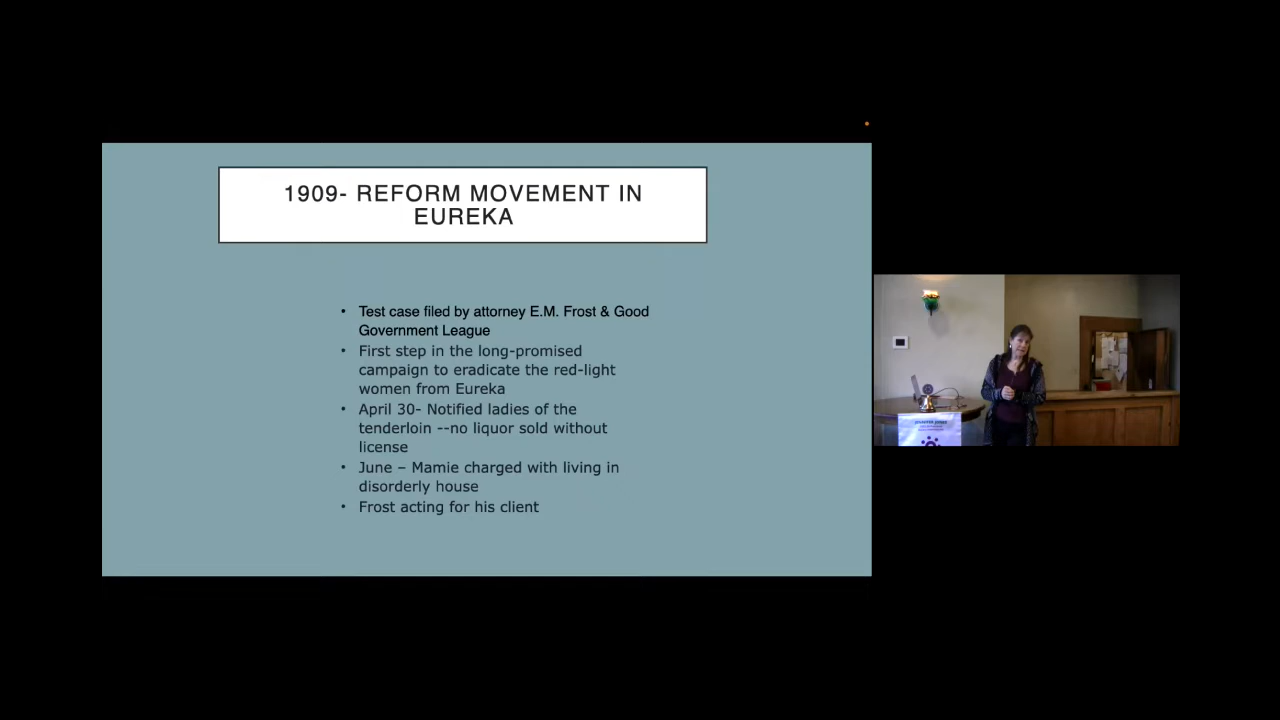 1909- REFORM MOVEMENT IN
EUREKA
• Test case filed by attorney E.M. Frost & Good
Government League
• First step in the long-promised
campaign to eradicate the red-light
women from Eureka
• April 30- Notified ladies of the
tenderloin --no liquor sold without
license
• June – Mamie charged with living in
disorderly house
• Frost acting for his client